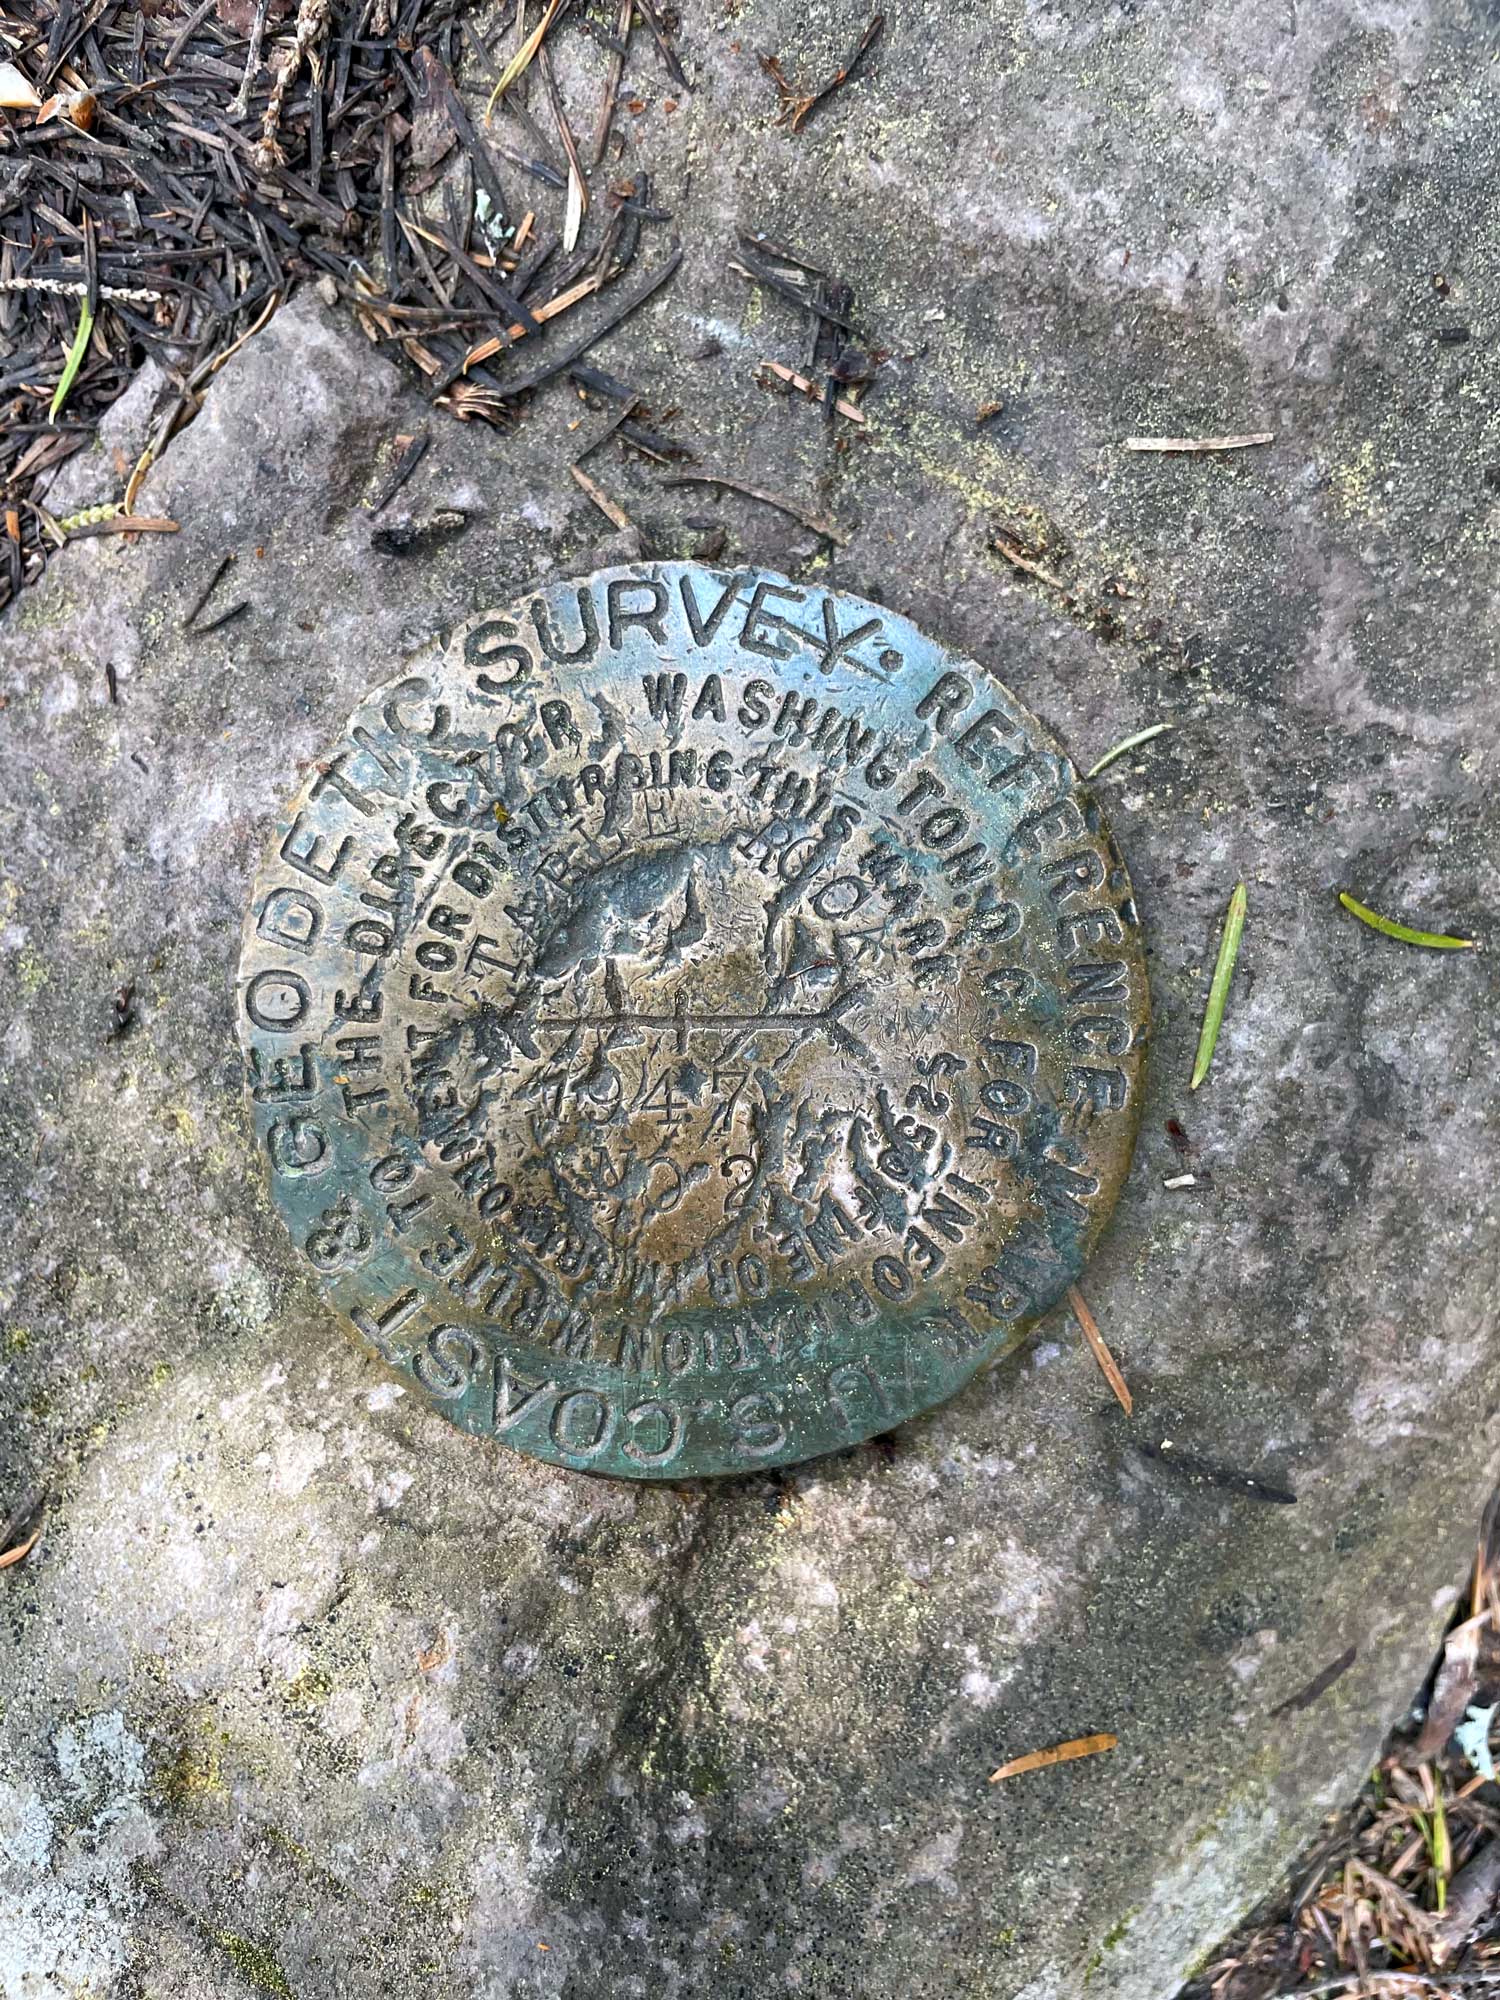 U.S. COAST & GEODETIC SURVEY • REFERENCE MARK
FOR INFORMATION WRITE TO THE DIRECTOR, WASHINGTON, D.C.
$250 FINE OR IMPRISONMENT FOR DISTURBING THIS MARK
TABLE ROCK
1947
NO 2